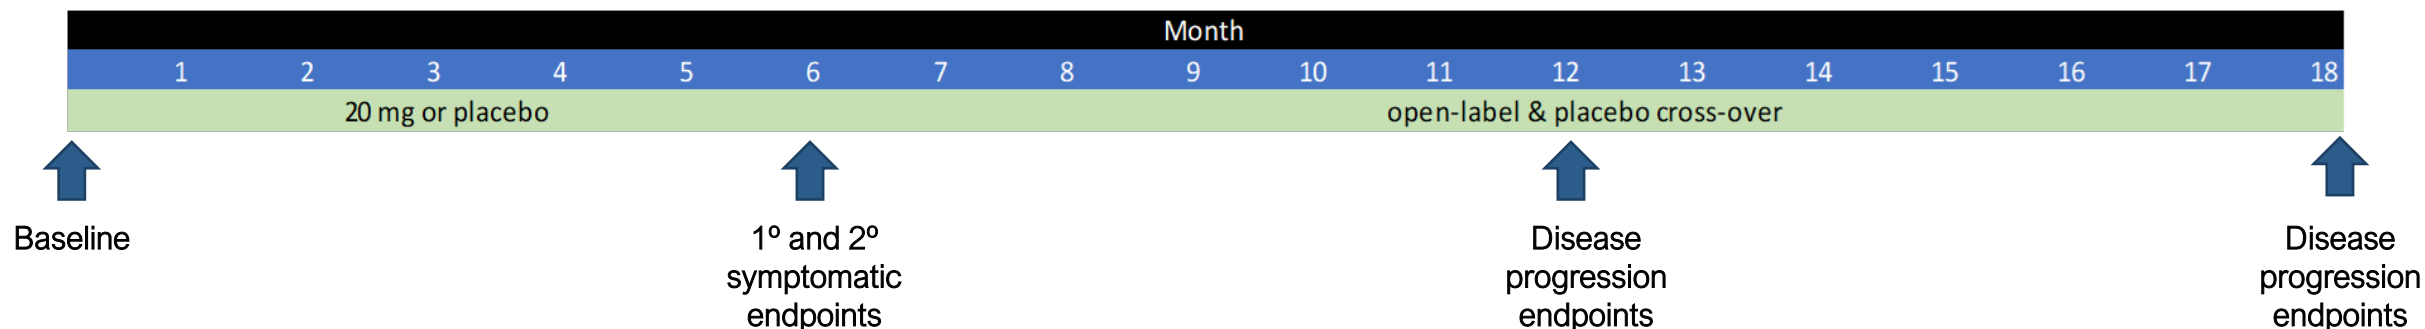 Month
1 2 3 4 5 6 7 8 9 10 11 12 13 14 15 16 17 18
20 mg or placebo open-label & placebo cross-over
Baseline
1º and 2º
symptomatic
endpoints
Disease
progression
endpoints
Disease
progression
endpoints